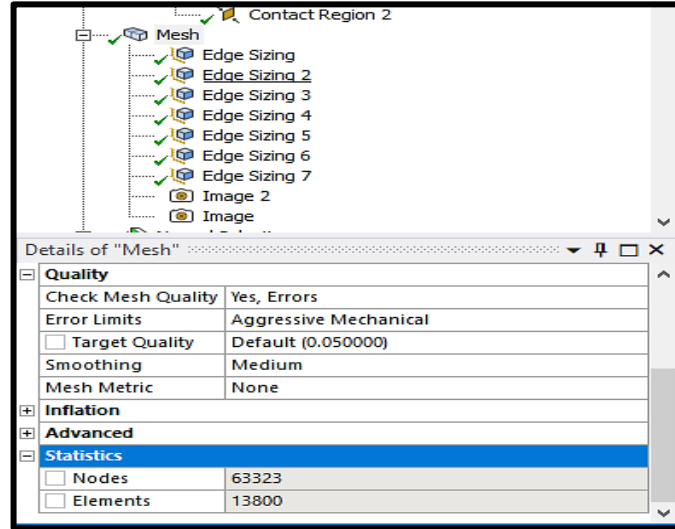 Contact Region 2
Mesh
Edge Sizing
Edge Sizing 2
Edge Sizing 3
Edge Sizing 4
Edge Sizing 5
Edge Sizing 6
Edge Sizing 7
Image 2
Image
Details of "Mesh"
Quality
Check Mesh Quality Yes, Errors
Error Limits Aggressive Mechanical
Target Quality Default (0.050000)
Smoothing Medium
Mesh Metric None
Inflation
Advanced
Statistics
Nodes 63323
Elements 13800